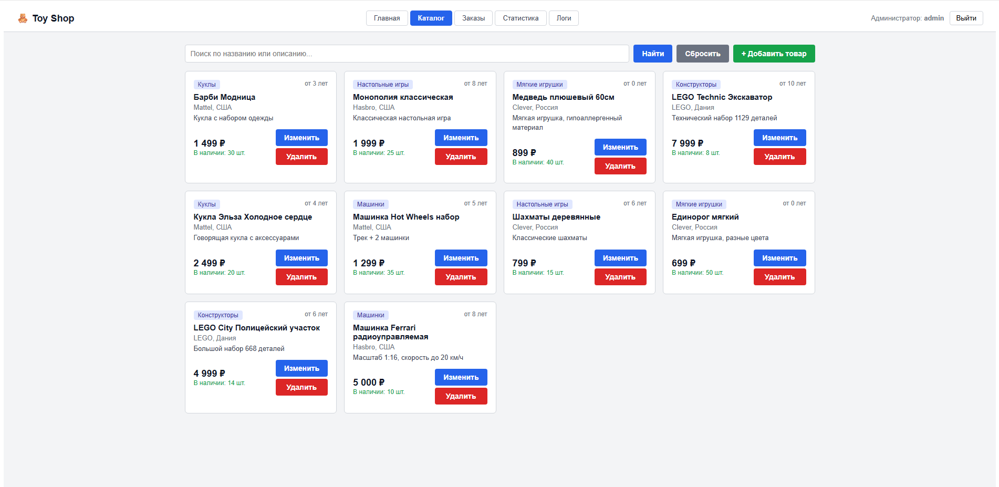 Toy Shop
Главная
Каталог
Заказы
Статистика
Логи
Администратор: admin
Выйти
Поиск по названию или описанию...
Найти
Сбросить
+ Добавить товар
Куклы
от 3 лет
Барби Модница
Mattel, США
Кукла с набором одежды
1 499 ₽
В наличии: 30 шт.
Изменить
Удалить
Настольные игры
от 8 лет
Монополия классическая
Hasbro, США
Классическая настольная игра
1 999 ₽
В наличии: 25 шт.
Изменить
Удалить
Мягкие игрушки
от 0 лет
Медведь плюшевый 60см
Clever, Россия
Мягкая игрушка, гипоаллергенный
материал
899 ₽
В наличии: 40 шт.
Изменить
Удалить
Конструкторы
от 10 лет
LEGO Technic Экскаватор
LEGO, Дания
Технический набор 1129 деталей
7 999 ₽
В наличии: 8 шт.
Изменить
Удалить
Куклы
от 4 лет
Кукла Эльза Холодное сердце
Mattel, США
Говорящая кукла с аксессуарами
2 499 ₽
В наличии: 20 шт.
Изменить
Удалить
Машинки
от 5 лет
Машинка Hot Wheels набор
Mattel, США
Трек + 2 машинки
1 299 ₽
В наличии: 35 шт.
Изменить
Удалить
Настольные игры
от 6 лет
Шахматы деревянные
Clever, Россия
Классические шахматы
799 ₽
В наличии: 15 шт.
Изменить
Удалить
Мягкие игрушки
от 0 лет
Единорог мягкий
Clever, Россия
Мягкая игрушка, разные цвета
699 ₽
В наличии: 50 шт.
Изменить
Удалить
Конструкторы
от 6 лет
LEGO City Полицейский участок
LEGO, Дания
Большой набор 668 деталей
4 999 ₽
В наличии: 14 шт.
Изменить
Удалить
Машинки
от 8 лет
Машинка Ferrari
радиоуправляемая
Hasbro, США
Масштаб 1:16, скорость до 20 км/ч
5 000 ₽
В наличии: 10 шт.
Изменить
Удалить